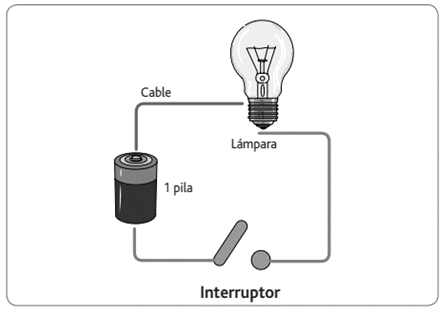 Cable
Lámpara
1 pila
Interruptor